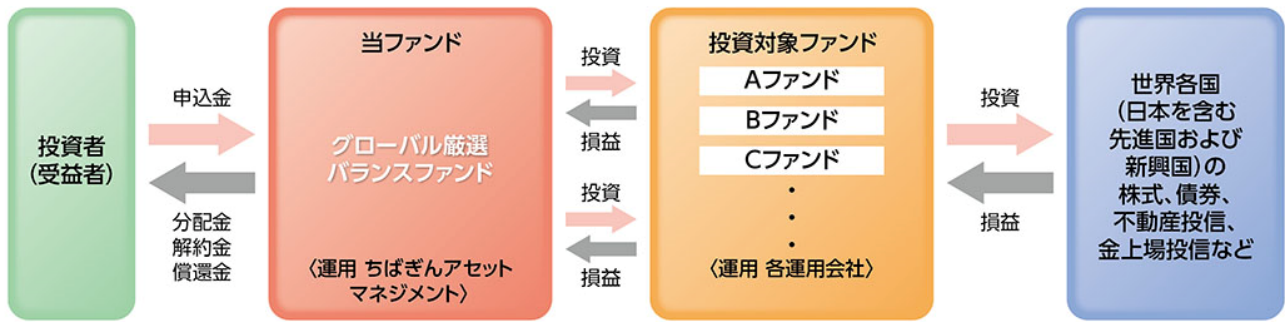 投資者
(受益者)
申込金
分配金
解約金
償還金
当ファンド
グローバル厳選
バランスファンド
〈運用 ちばぎんアセット
マネジメント〉
投資
損益
投資
損益
投資対象ファンド
Aファンド
Bファンド
Cファンド
・
・
・
〈運用 各運用会社〉
投資
損益
世界各国
(日本を含む
先進国および
新興国)の
株式、債券、
不動産投信、
金上場投信など